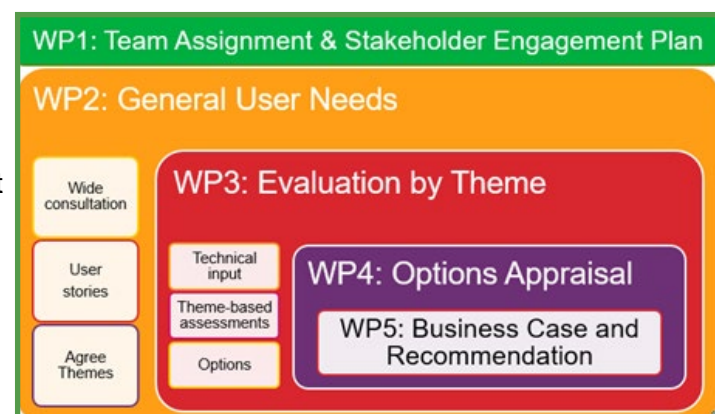 WP1: Team Assignment & Stakeholder Engagement Plan
WP2: General User Needs
t
Wide
consultation
User
stories
Agree
Themes
WP3: Evaluation by Theme
Technical
input
Theme-based
assessments
Options
WP4: Options Appraisal
WP5: Business Case and
Recommendation